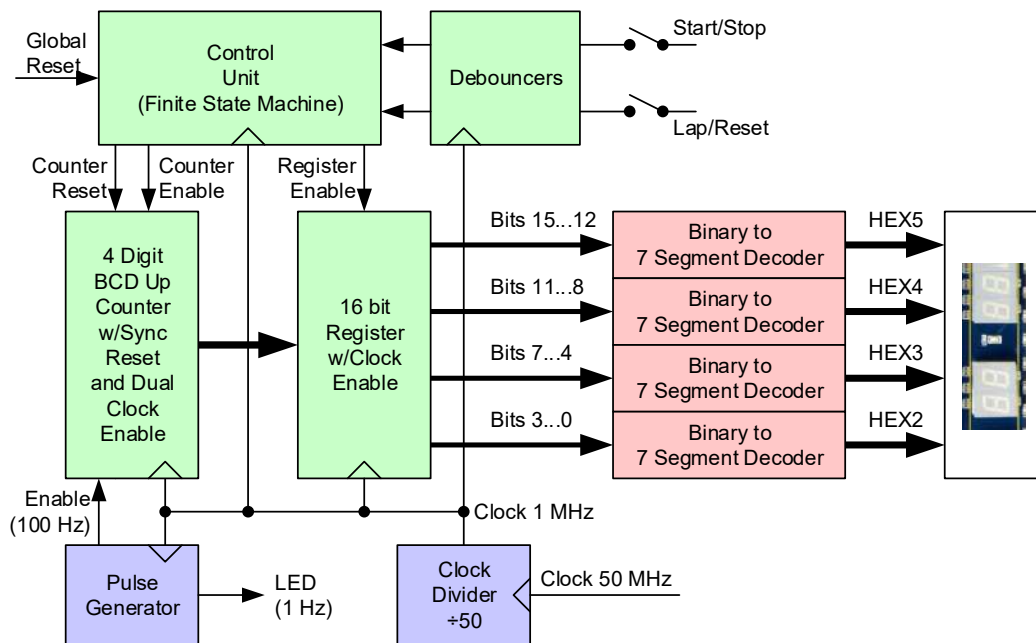 Global
Reset
Control
Unit
(Finite State Machine)
Debouncers
Start/Stop
Lap/Reset
Counter
Reset
Counter
Enable
Register
Enable
4 Digit
BCD Up
Counter
w/Sync
Reset
and Dual
Clock
Enable
16 bit
Register
w/Clock
Enable
Bits 15...12
Bits 11...8
Bits 7...4
Bits 3...0
Binary to
7 Segment Decoder
Binary to
7 Segment Decoder
Binary to
7 Segment Decoder
Binary to
7 Segment Decoder
HEX5
HEX4
HEX3
HEX2
Enable
(100 Hz)
Clock 1 MHz
Pulse
Generator
LED
(1 Hz)
Clock
Divider
÷50
Clock 50 MHz